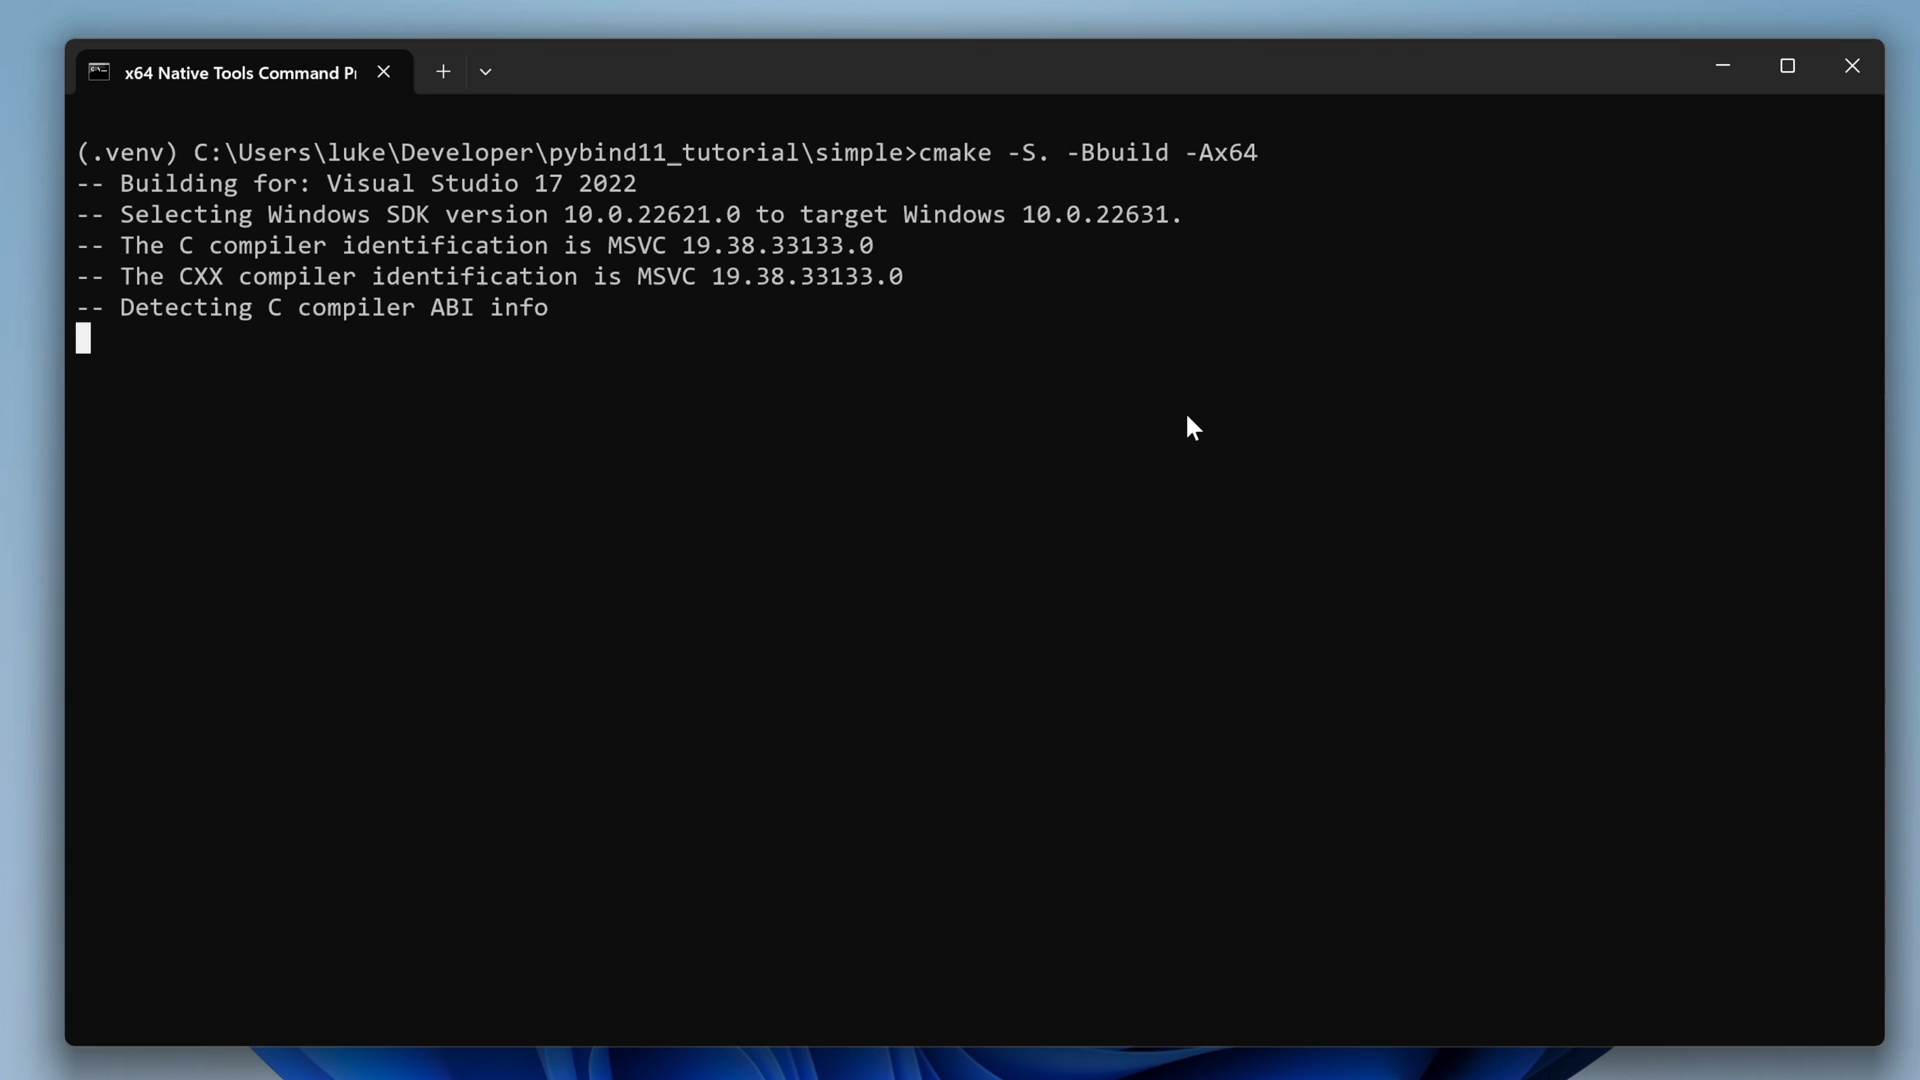 x64 Native Tools Command Pr
(.venv) C:\Users\luke\Developer\pybind11_tutorial\simple>cmake -S. -Bbuild -Ax64
-- Building for: Visual Studio 17 2022
-- Selecting Windows SDK version 10.0.22621.0 to target Windows 10.0.22631.
-- The C compiler identification is MSVC 19.38.33133.0
-- The CXX compiler identification is MSVC 19.38.33133.0
-- Detecting C compiler ABI info